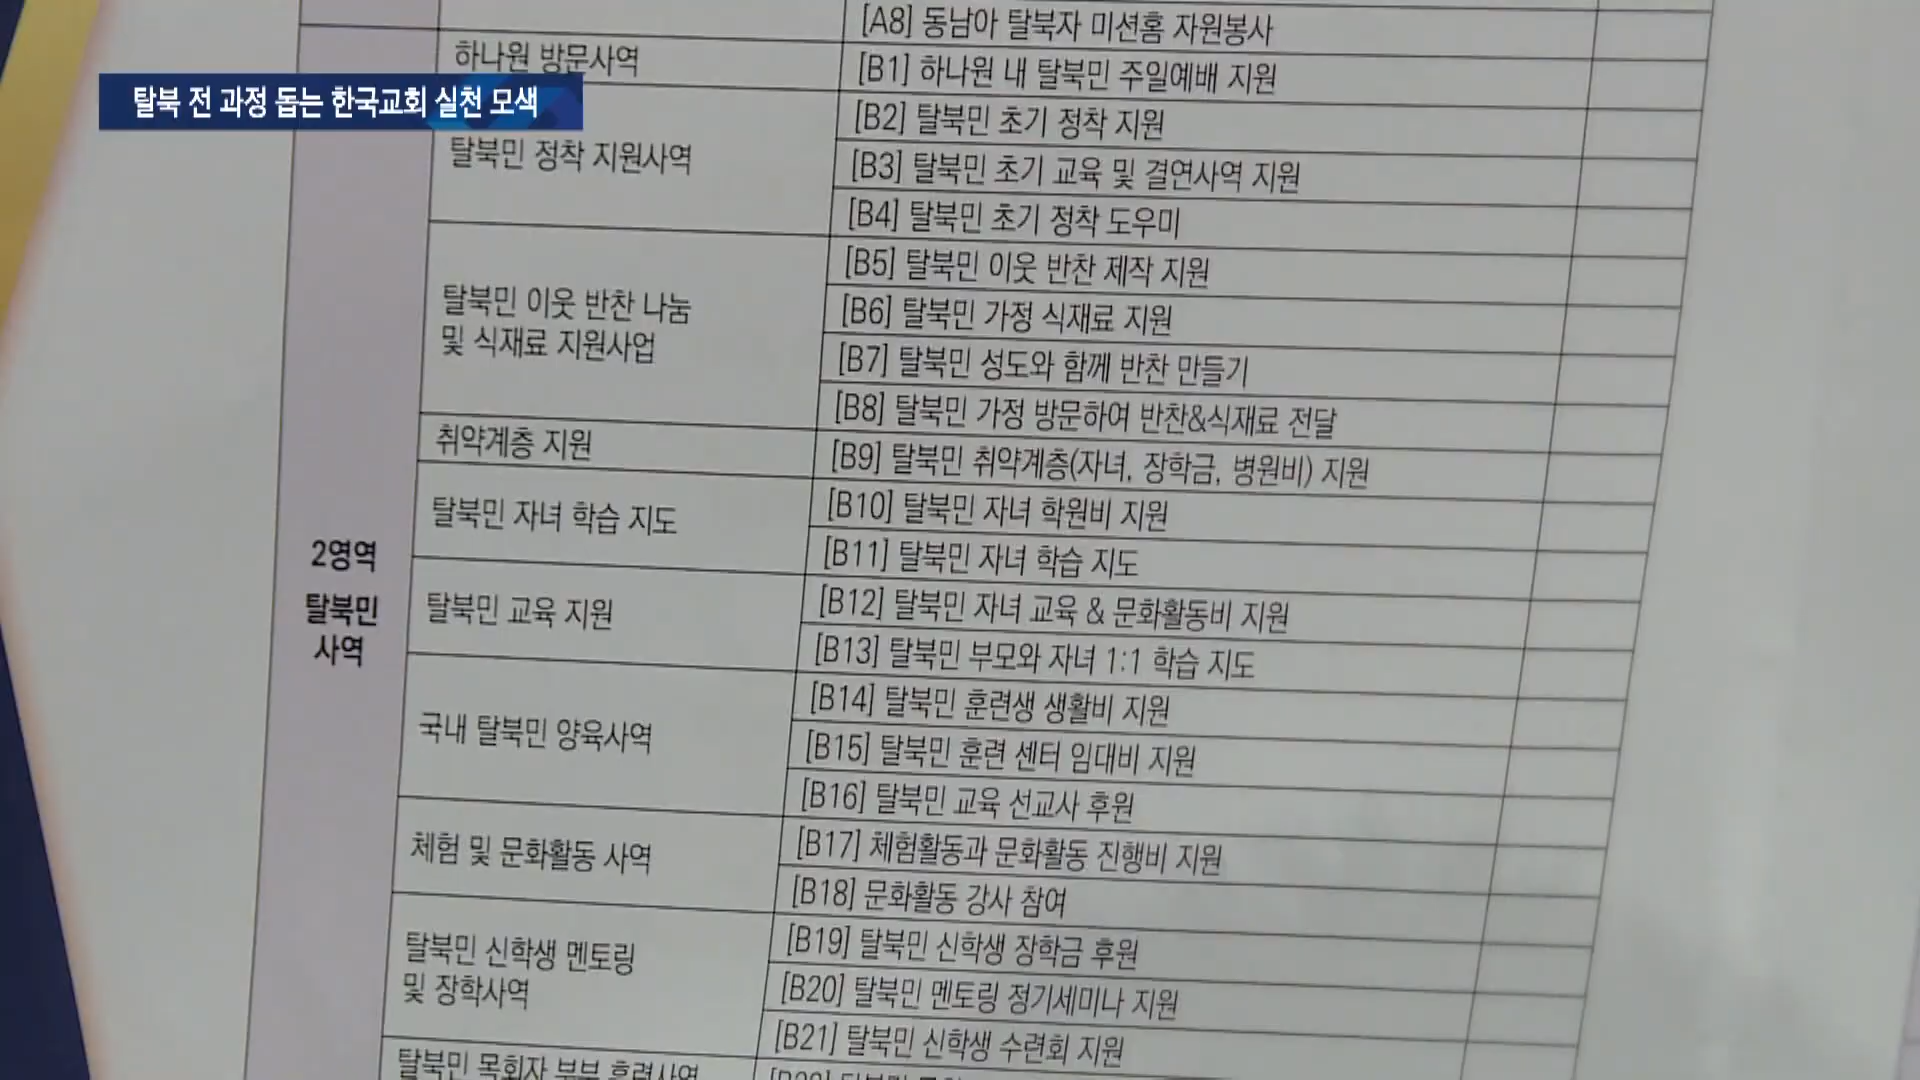 [A8] 동남아 탈북자 미션홈 자원봉사
하나원 방문사역
[B1] 하나원 내 탈북민 주일예배 지원
탈북 전 과정 돕는 한국교회 실천 모색
[B2] 탈북민 초기 정착 지원
탈북민 정착 지원사역
[B3] 탈북민 초기 교육 및 결연사역 지원
[B4] 탈북민 초기 정착 도우미
탈북민 이웃 반찬 나눔
및 식재료 지원사업
[B5] 탈북민 이웃 반찬 제작 지원
[B6] 탈북민 가정 식재료 지원
[B7] 탈북민 성도와 함께 반찬 만들기
[B8] 탈북민 가정 방문하여 반찬&식재료 전달
취약계층 지원
[B9] 탈북민 취약계층(자녀, 장학금, 병원비) 지원
탈북민 자녀 학습 지도
[B10] 탈북민 자녀 학원비 지원
[B11] 탈북민 자녀 학습 지도
2영역
탈북민
사역
탈북민 교육 지원
[B12] 탈북민 자녀 교육 & 문화활동비 지원
[B13] 탈북민 부모와 자녀 1:1 학습 지도
국내 탈북민 양육사역
[B14] 탈북민 훈련생 생활비 지원
[B15] 탈북민 훈련 센터 임대비 지원
[B16] 탈북민 교육 선교사 후원
체험 및 문화활동 사역
[B17] 체험활동과 문화활동 진행비 지원
[B18] 문화활동 강사 참여
탈북민 신학생 멘토링
및 장학사역
[B19] 탈북민 신학생 장학금 후원
[B20] 탈북민 멘토링 정기세미나 지원
[B21] 탈북민 신학생 수련회 지원
탈북민 목회자 부부 훈련사역